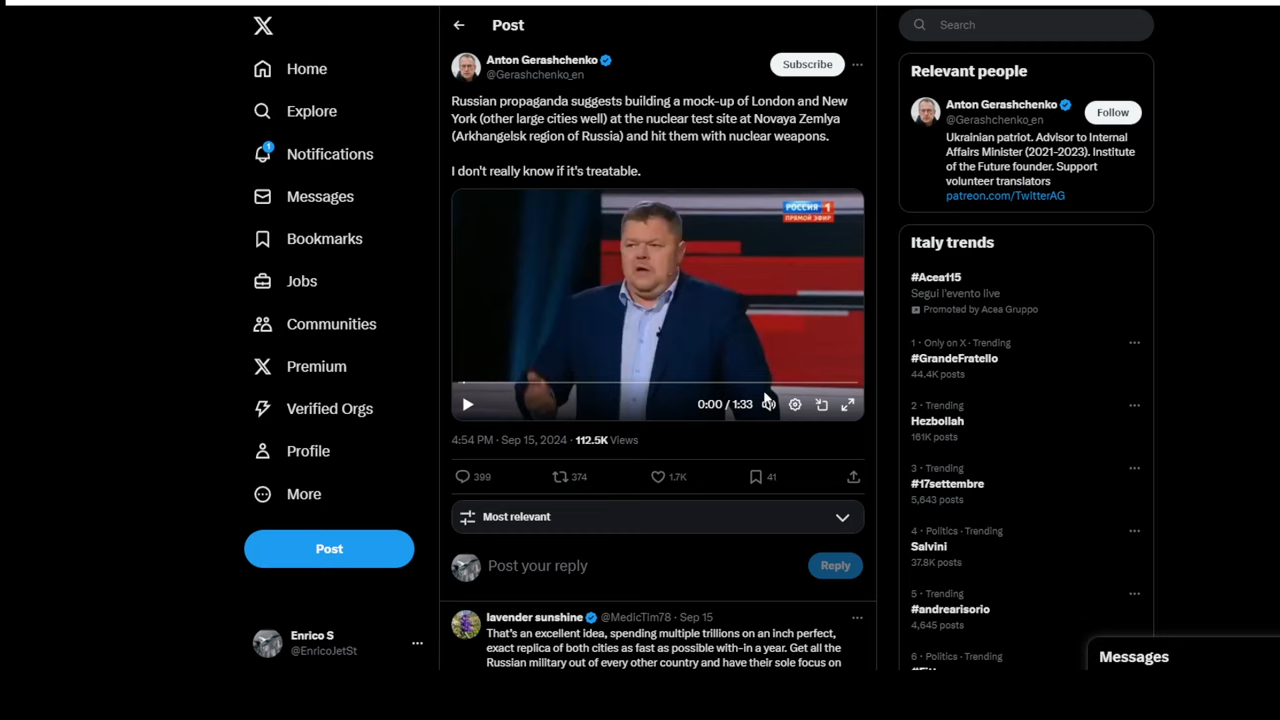 Post
Anton Gerashchenko
@Gerashchenko_en
Subscribe
Russian propaganda suggests building a mock-up of London and New
York (other large cities well) at the nuclear test site at Novaya Zemlya
(Arkhangelsk region of Russia) and hit them with nuclear weapons.
I don't really know if it's treatable.
РОССИЯ 1
ПРЯМОЙ ЭФИР
0:00 / 1:33
4:54 PM · Sep 15, 2024 · 112.5K Views
399
374
1.7K
41
Most relevant
Post your reply
Reply
lavender sunshine @MedicTim78 · Sep 15
That's an excellent idea, spending multiple trillions on an inch perfect,
exact replica of both cities as fast as possible with-in a year. Get all the
Russian military out of every other country and have their sole focus on
Home
Explore
1
Notifications
Messages
Bookmarks
Jobs
Communities
Premium
Verified Orgs
Profile
More
Post
Enrico S
@EnricoJetSt
Search
Relevant people
Anton Gerashchenko
@Gerashchenko_en
Follow
Ukrainian patriot. Advisor to Internal
Affairs Minister (2021-2023). Institute
of the Future founder. Support
volunteer translators
patreon.com/TwitterAG
Italy trends
#Acea115
Segui l'evento live
Promoted by Acea Gruppo
1 · Only on X · Trending
#GrandeFratello
44.4K posts
2 · Trending
Hezbollah
161K posts
3 · Trending
#17settembre
5,643 posts
4 · Politics · Trending
Salvini
37.8K posts
5 · Trending
#andrearisorio
4,645 posts
6 · Politics · Trending
Messages